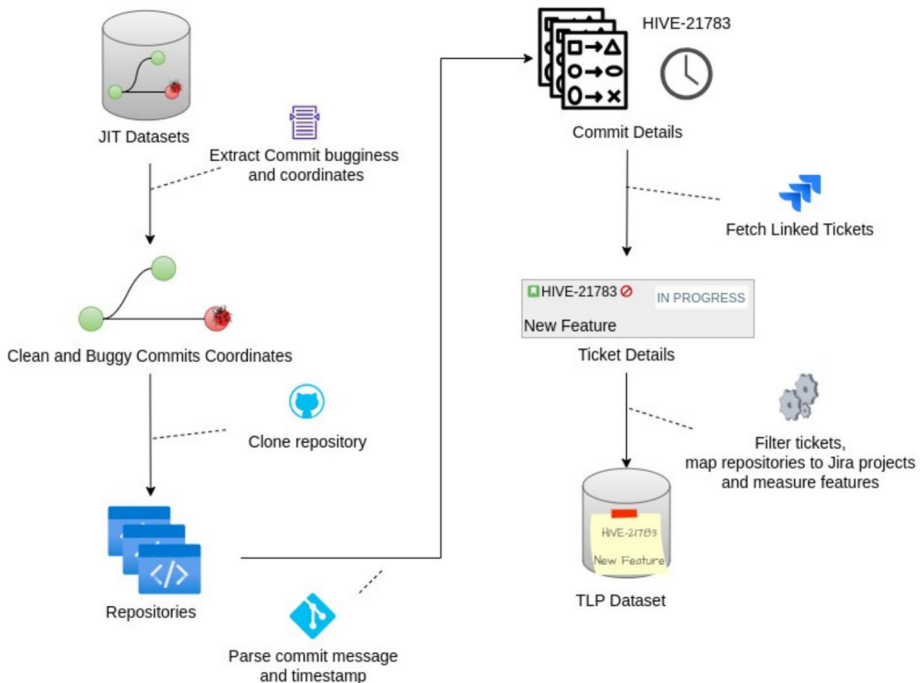 JIT Datasets
Extract Commit bugginess
and coordinates
Clean and Buggy Commits Coordinates
Clone repository
</>
Repositories
Parse commit message
and timestamp
HIVE-21783
Commit Details
Fetch Linked Tickets
HIVE-21783
IN PROGRESS
New Feature
Ticket Details
Filter tickets,
map repositories to Jira projects
and measure features
HIVE-21783
New Feature
TLP Dataset